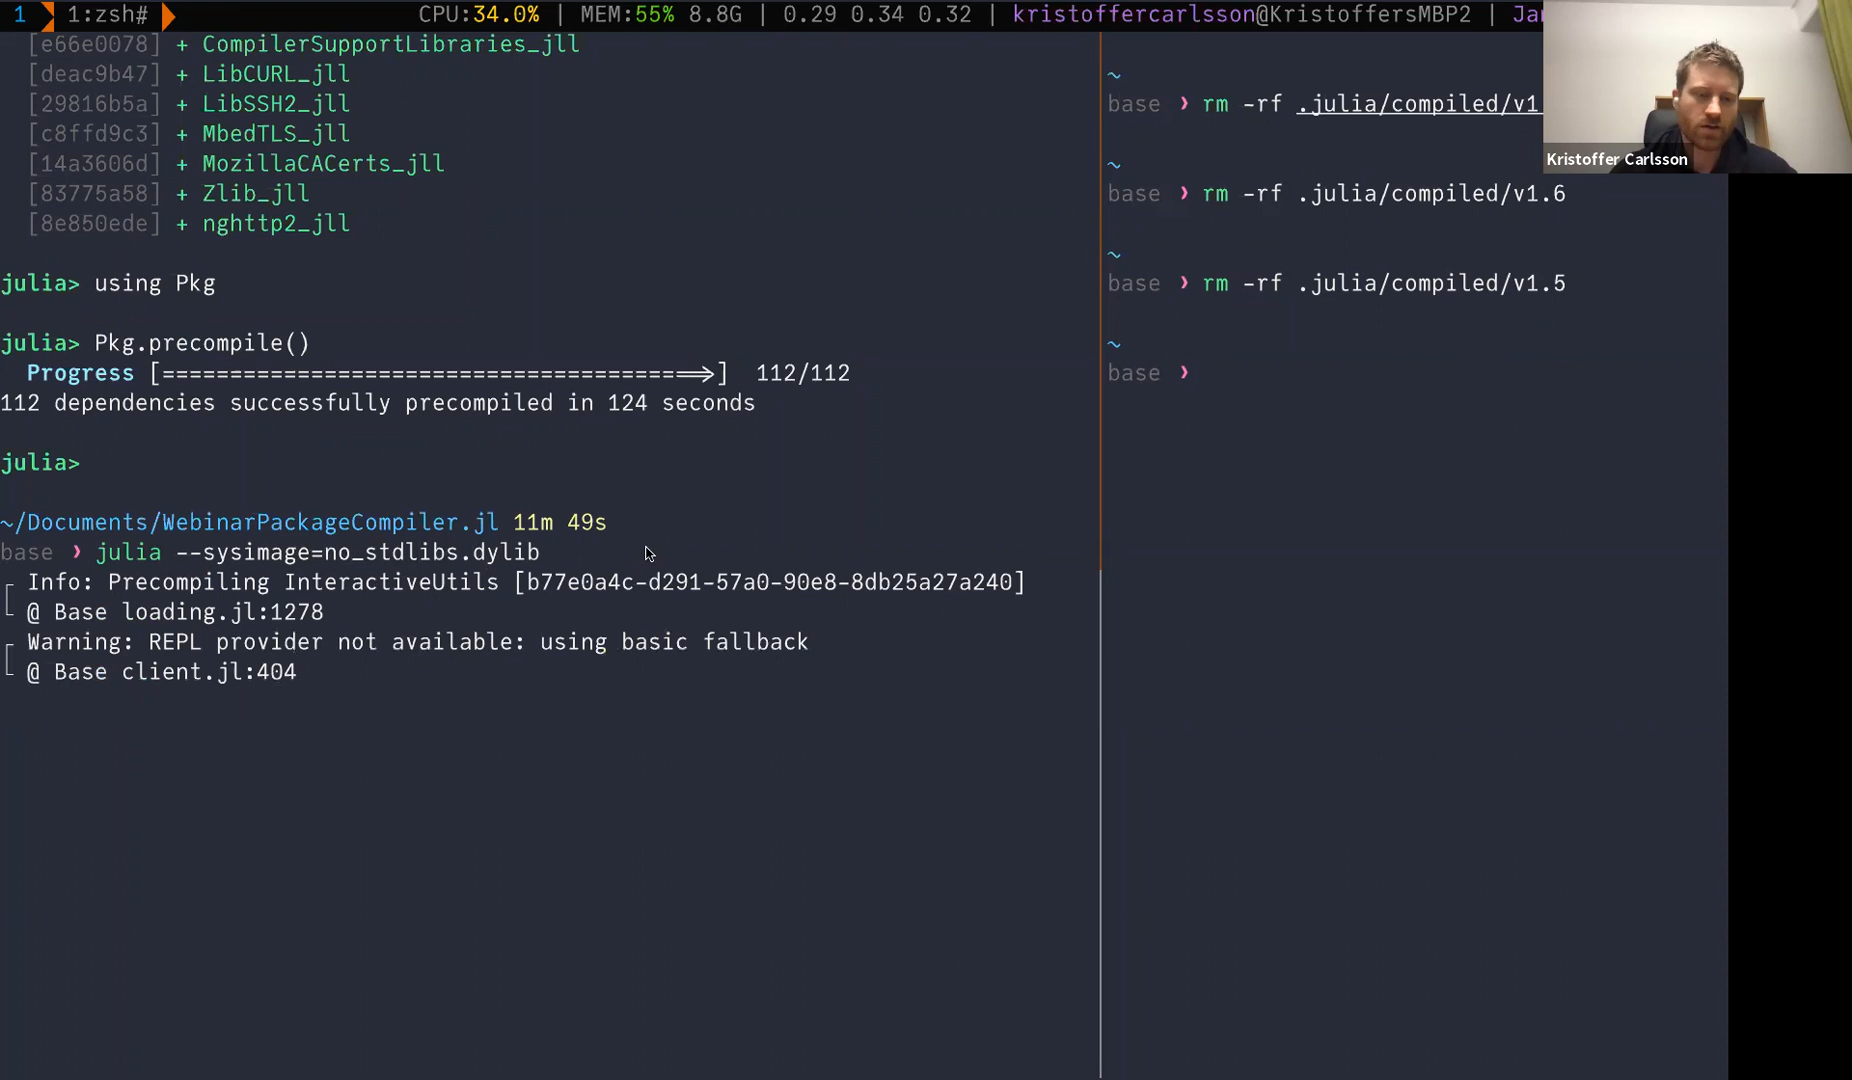 1 1:zsh# CPU:34.0% | MEM:55% 8.8G | 0.29 0.34 0.32 | kristoffercarlsson@KristoffersMBP2 | Ja
[e66e0078] + CompilerSupportLibraries_jll
[deac9b47] + LibCURL_jll
[29816b5a] + LibSSH2_jll
[c8ffd9c3] + MbedTLS_jll
[14a3606d] + MozillaCACerts_jll
[83775a58] + Zlib_jll
[8e850ede] + nghttp2_jll
julia> using Pkg
julia> Pkg.precompile()
Progress [========================================>] 112/112
112 dependencies successfully precompiled in 124 seconds
julia>
~/Documents/WebinarPackageCompiler.jl 11m 49s
base ❯ julia --sysimage=no_stdlibs.dylib
┌ Info: Precompiling InteractiveUtils [b77e0a4c-d291-57a0-90e8-8db25a27a240]
└ @ Base loading.jl:1278
┌ Warning: REPL provider not available: using basic fallback
└ @ Base client.jl:404
~
base ❯ rm -rf .julia/compiled/v1
~
base ❯ rm -rf .julia/compiled/v1.6
~
base ❯ rm -rf .julia/compiled/v1.5
~
base ❯
Kristoffer Carlsson